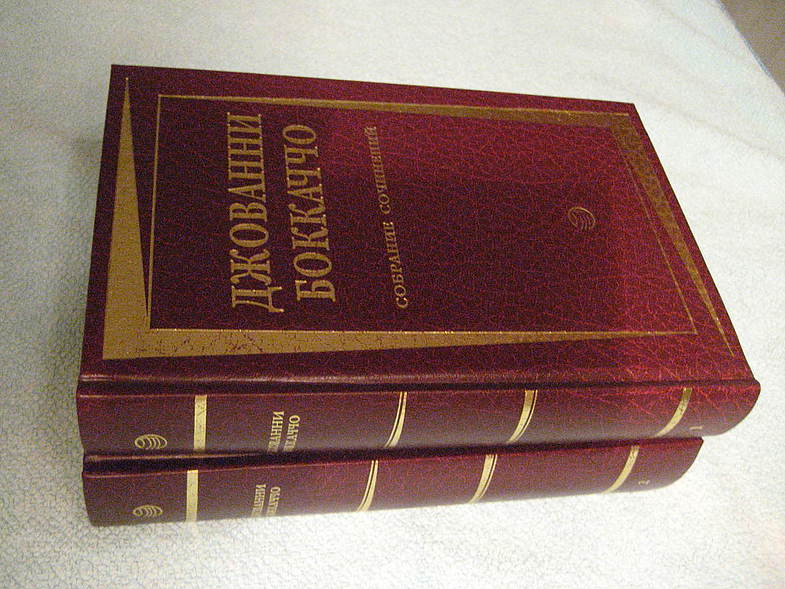 ДЖОВАННИ
БОККАЧЧО
СОБРАНИЕ СОЧИНЕНИЙ
1
2